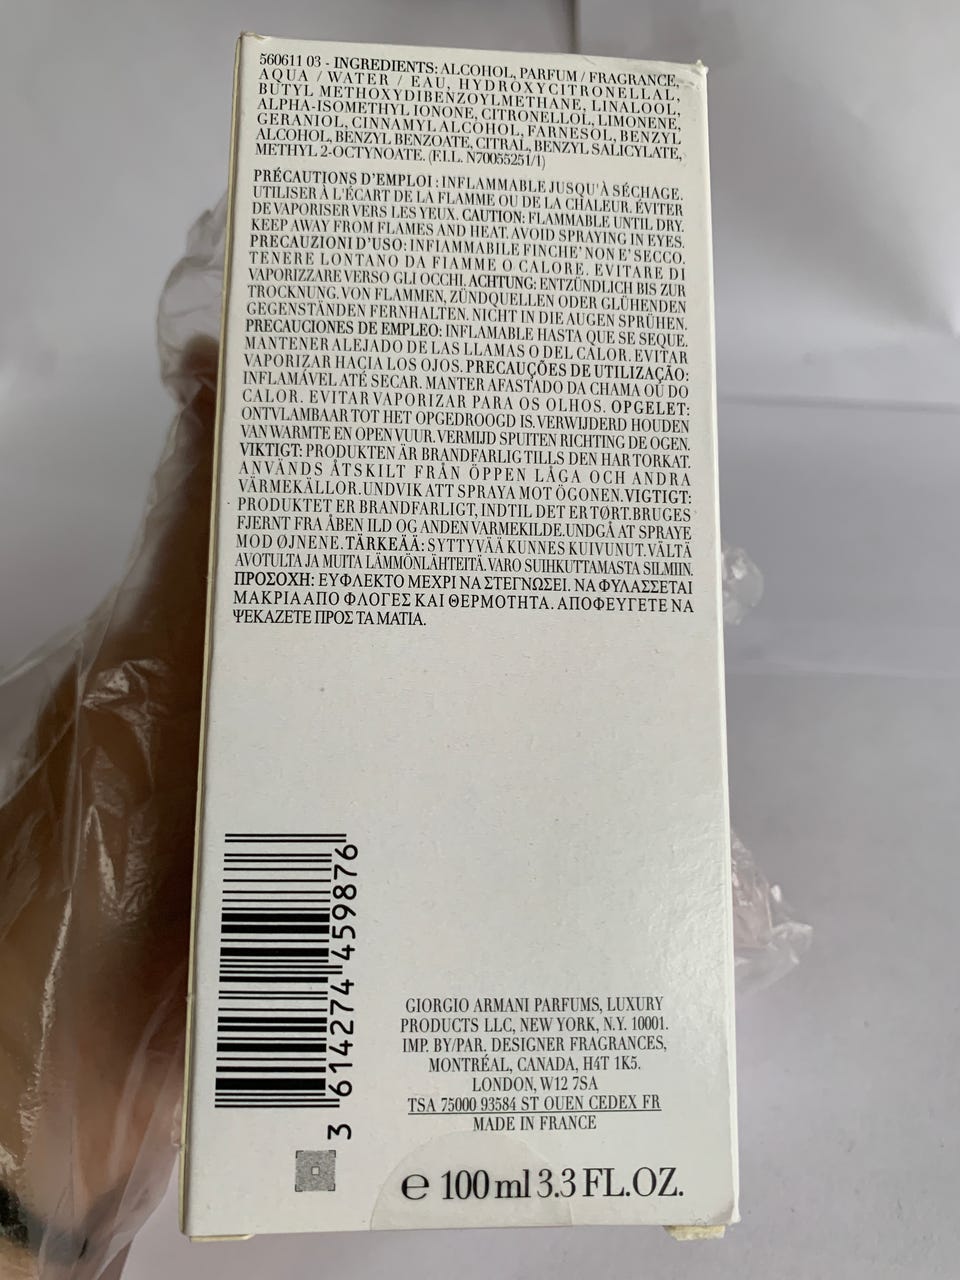 560611 03 - INGREDIENTS: ALCOHOL, PARFUM / FRAGRANCE,
AQUA / WATER / EAU, HYDROXYCITRONELLAL,
BUTYL METHOXYDIBENZOYLMETHANE, LINALOOL,
ALPHA-ISOMETHYL IONONE, CITRONELLOL, LIMONENE,
GERANIOL, CINNAMYL ALCOHOL, FARNESOL, BENZYL
ALCOHOL, BENZYL BENZOATE, CITRAL, BENZYL SALICYLATE,
METHYL 2-OCTYNOATE. (F.I.L. N70055251/1)
PRÉCAUTIONS D'EMPLOI : INFLAMMABLE JUSQU'À SÉCHAGE.
UTILISER À L'ÉCART DE LA FLAMME OU DE LA CHALEUR. ÉVITER
DE VAPORISER VERS LES YEUX. CAUTION: FLAMMABLE UNTIL DRY.
KEEP AWAY FROM FLAMES AND HEAT. AVOID SPRAYING IN EYES.
PRECAUZIONI D'USO: INFIAMMABILE FINCHE' NON E' SECCO.
TENERE LONTANO DA FIAMME O CALORE. EVITARE DI
VAPORIZZARE VERSO GLI OCCHI. ACHTUNG: ENTZÜNDLICH BIS ZUR
TROCKNUNG. VON FLAMMEN, ZÜNDQUELLEN ODER GLÜHENDEN
GEGENSTÄNDEN FERNHALTEN. NICHT IN DIE AUGEN SPRÜHEN.
PRECAUCIONES DE EMPLEO: INFLAMABLE HASTA QUE SE SEQUE.
MANTENER ALEJADO DE LAS LLAMAS O DEL CALOR. EVITAR
VAPORIZAR HACIA LOS OJOS. PRECAUÇÕES DE UTILIZAÇÃO:
INFLAMÁVEL ATÉ SECAR. MANTER AFASTADO DA CHAMA OU DO
CALOR. EVITAR VAPORIZAR PARA OS OLHOS. OPGELET:
ONTVLAMBAAR TOT HET OPGEDROOGD IS. VERWIJDERD HOUDEN
VAN WARMTE EN OPEN VUUR. VERMIJD SPUITEN RICHTING DE OGEN.
VIKTIGT: PRODUKTEN ÄR BRANDFARLIG TILLS DEN HAR TORKAT.
ANVÄNDS ÅTSKILT FRÅN ÖPPEN LÅGA OCH ANDRA
VÄRMEKÄLLOR. UNDVIK ATT SPRAYA MOT ÖGONEN. VIGTIGT:
PRODUKTET ER BRANDFARLIGT, INDTIL DET ER TØRT. BRUGES
FJERNT FRA ÅBEN ILD OG ANDEN VARMEKILDE. UNDGÅ AT SPRAYE
MOD ØJNENE. TÄRKEÄÄ: SYTTYVÄÄ KUNNES KUIVUNUT. VÄLTÄ
AVOTULTA JA MUITA LÄMMÖNLÄHTEITÄ. VARO SUIHKUTTAMASTA SILMIIN.
ΠΡΟΣΟΧΗ: ΕΥΦΛΕΚΤΟ ΜΕΧΡΙ ΝΑ ΣΤΕΓΝΩΣΕΙ. ΝΑ ΦΥΛΑΣΣΕΤΑΙ
ΜΑΚΡΙΑ ΑΠΟ ΦΛΟΓΕΣ ΚΑΙ ΘΕΡΜΟΤΗΤΑ. ΑΠΟΦΕΥΓΕΤΕ ΝΑ
ΨΕΚΑΖΕΤΕ ΠΡΟΣ ΤΑ ΜΑΤΙΑ.
3 614274 459876
GIORGIO ARMANI PARFUMS, LUXURY
PRODUCTS LLC, NEW YORK, N.Y. 10001.
IMP. BY/PAR. DESIGNER FRAGRANCES,
MONTRÉAL, CANADA, H4T 1K5.
LONDON, W12 7SA
TSA 75000 93584 ST OUEN CEDEX FR
MADE IN FRANCE
℮ 100 ml 3.3 FL.OZ.